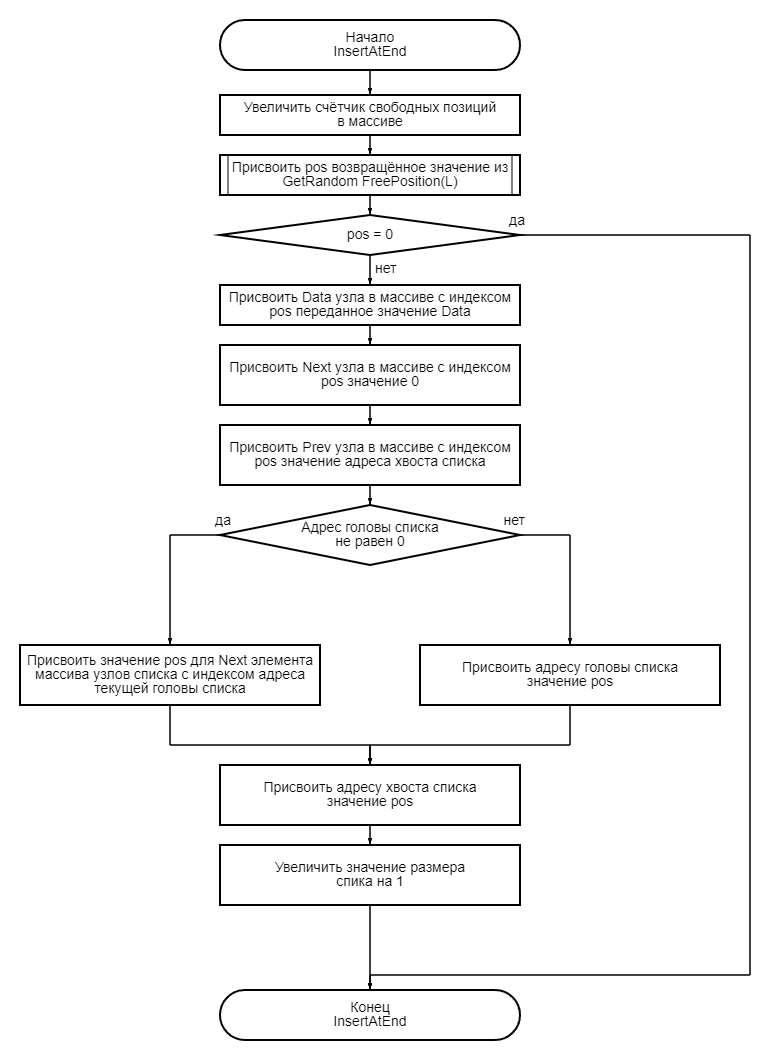 Начало
InsertAtEnd
Увеличить счётчик свободных позиций
в массиве
Присвоить pos возвращённое значение из
GetRandom FreePosition(L)
да
pos = 0
нет
Присвоить Data узла в массиве с индексом
pos переданное значение Data
Присвоить Next узла в массиве с индексом
pos значение 0
Присвоить Prev узла в массиве с индексом
pos значение адреса хвоста списка
да
нет
Адрес головы списка
не равен 0
Присвоить значение pos для Next элемента
массива узлов списка с индексом адреса
текущей головы списка
Присвоить адресу головы списка
значение pos
Присвоить адресу хвоста списка
значение pos
Увеличить значение размера
спика на 1
Конец
InsertAtEnd